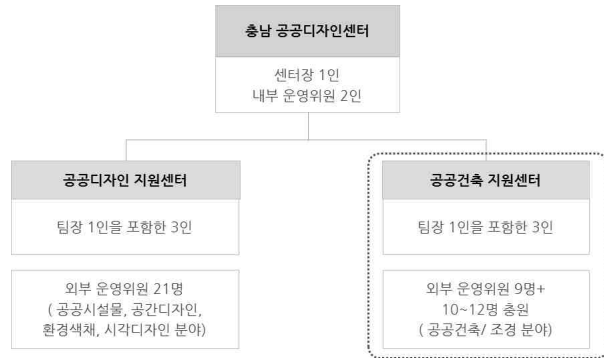 충남 공공디자인센터
센터장 1인
내부 운영위원 2인
공공디자인 지원센터
팀장 1인을 포함한 3인
외부 운영위원 21명
( 공공시설물, 공간디자인,
환경색채, 시각디자인 분야)
공공건축 지원센터
팀장 1인을 포함한 3인
외부 운영위원 9명+
10~12명 충원
( 공공건축/ 조경 분야)